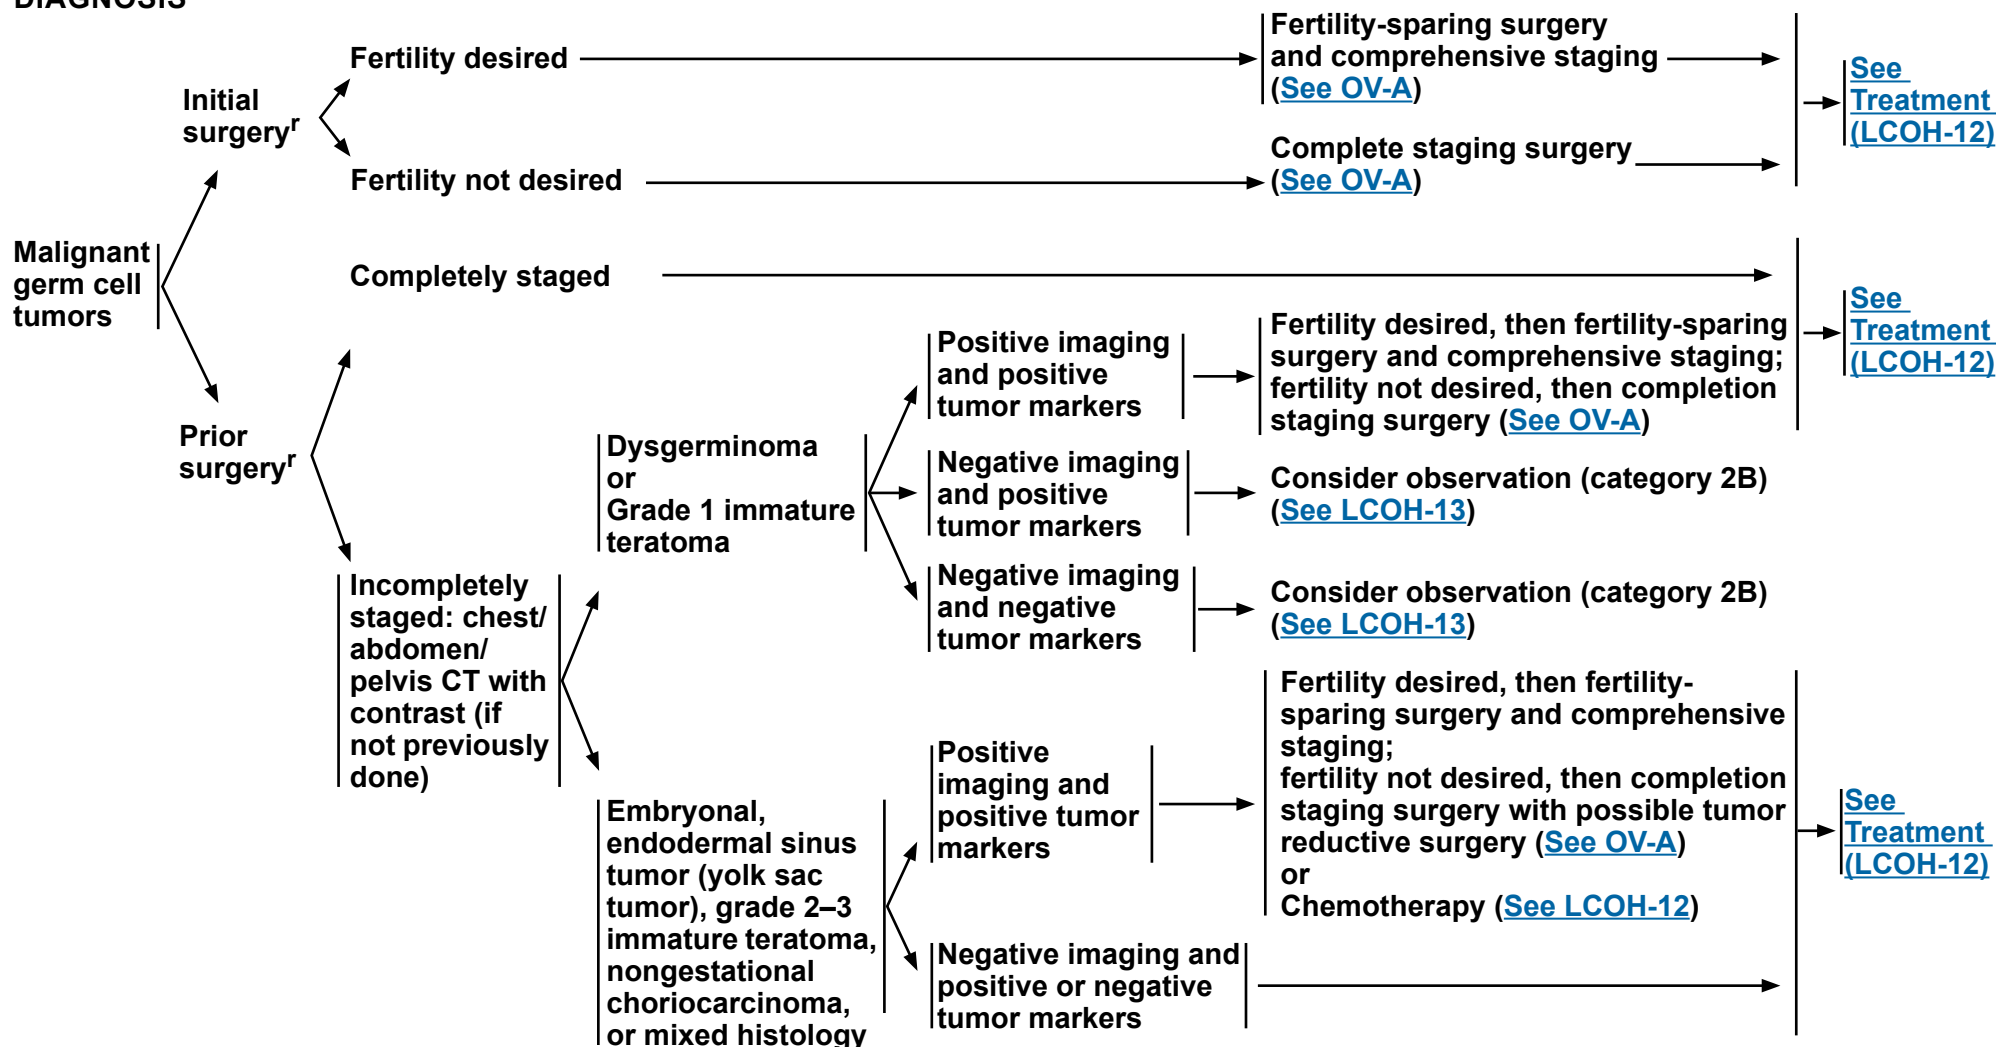 DIAGNOSIS
Fertility desired
Fertility-sparing surgery
and comprehensive staging
(See OV-A)
Initial
surgeryʳ
See
Treatment
(LCOH-12)
Fertility not desired
Complete staging surgery
(See OV-A)
Malignant
germ cell
tumors
Completely staged
See
Treatment
(LCOH-12)
Prior
surgeryʳ
Dysgerminoma
or
Grade 1 immature
teratoma
Positive imaging
and positive
tumor markers
Fertility desired, then fertility-sparing
surgery and comprehensive staging;
fertility not desired, then completion
staging surgery (See OV-A)
Negative imaging
and positive
tumor markers
Consider observation (category 2B)
(See LCOH-13)
Negative imaging
and negative
tumor markers
Consider observation (category 2B)
(See LCOH-13)
Incompletely
staged: chest/
abdomen/
pelvis CT with
contrast (if
not previously
done)
Embryonal,
endodermal sinus
tumor (yolk sac
tumor), grade 2–3
immature teratoma,
nongestational
choriocarcinoma,
or mixed histology
Positive
imaging and
positive tumor
markers
Fertility desired, then fertility-
sparing surgery and comprehensive
staging;
fertility not desired, then completion
staging surgery with possible tumor
reductive surgery (See OV-A)
or
Chemotherapy (See LCOH-12)
See
Treatment
(LCOH-12)
Negative imaging and
positive or negative
tumor markers